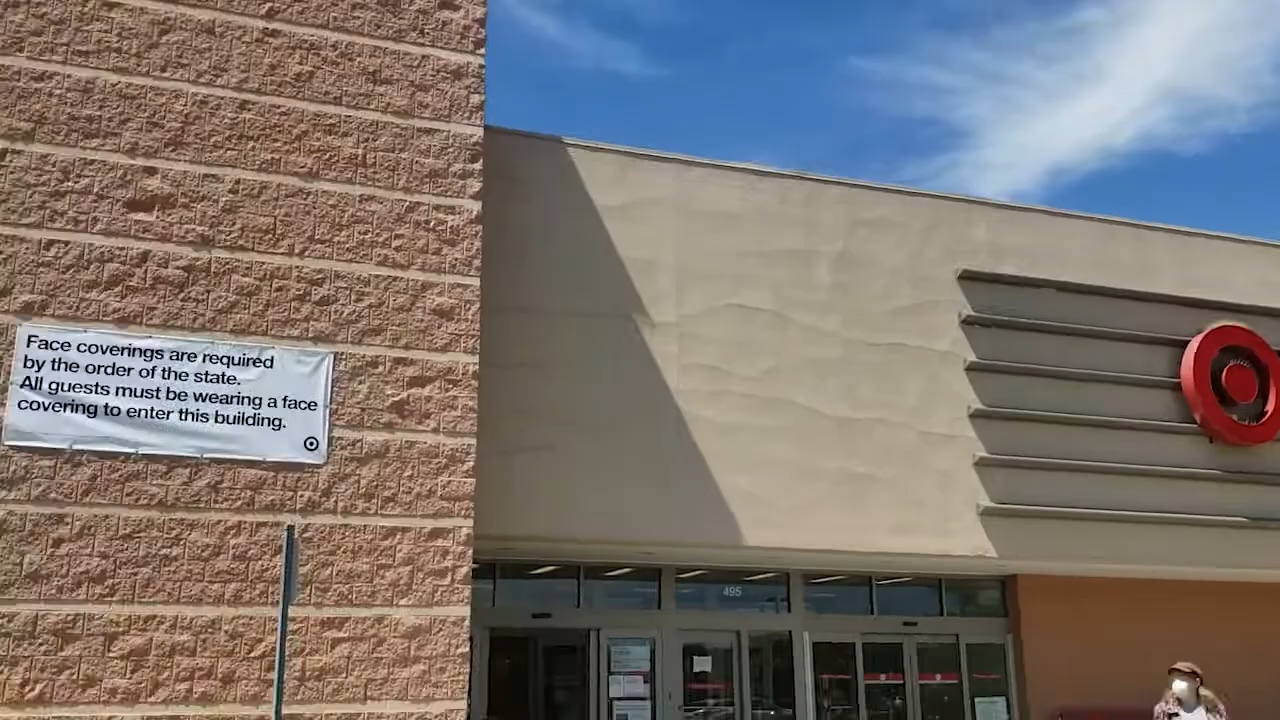 Face coverings are required
by the order of the state.
All guests must be wearing a face
covering to enter this building.
495